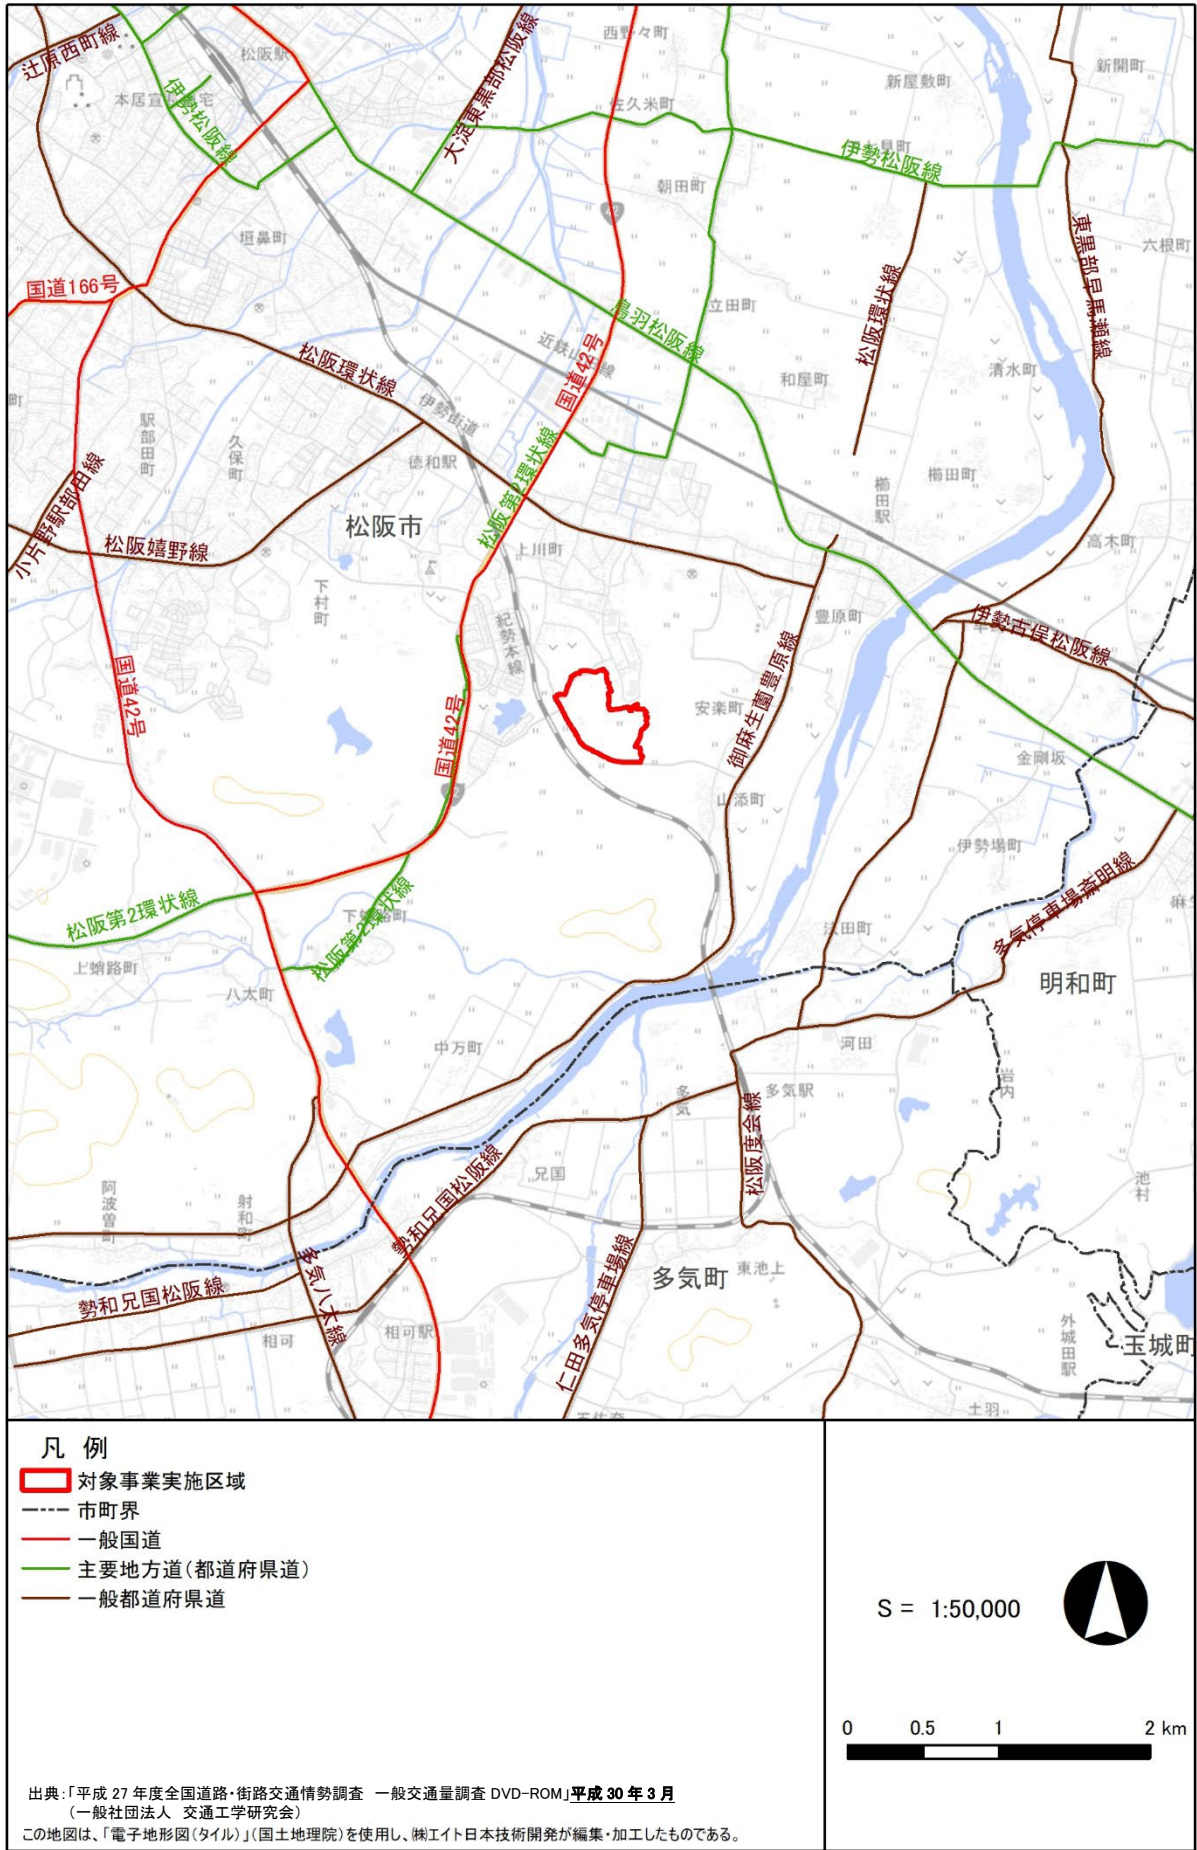 西野々町
辻原西町線
松阪駅
大淀東黒部松阪線
新開町
新屋敷町
伊勢松阪線
佐久米町
伊勢松阪線
朝田町
垣鼻町
42
東黒部早馬瀬線
六根町
国道166号
立田町
松阪環状線
鳥羽松阪線
国道42号
松阪環状線
和屋町
清水町
伊勢街道
駅部田町
久保町
徳和駅
松阪第2環状線
櫛田町
櫛田駅
小片野駅部田線
松阪市
松阪嬉野線
上川町
高木町
下村町
豊原町
紀勢本線
伊勢古俣松阪線
国道42号
安楽町
御麻生薗豊原線
国道42号
金剛坂
山添町
伊勢場町
松阪第2環状線
下蛸路町
松阪第2環状線
多気停車場斎明線
法田町
上蛸路町
八太町
明和町
中万町
河田
岩内
多気
多気駅
松阪度会線
勢和兄国松阪線
兄国
池村
阿波曽町
射和町
多気八太線
仁田多気停車場線
多気町
東池上
勢和兄国松阪線
相可
相可駅
外城田駅
玉城町
土羽
凡 例
対象事業実施区域
市町界
一般国道
主要地方道(都道府県道)
一般都道府県道
S = 1:50,000
0 0.5 1 2 km
出典:「平成 27 年度全国道路・街路交通情勢調査 一般交通量調査 DVD-ROM」平成 30 年 3 月
(一般社団法人 交通工学研究会)
この地図は、「電子地形図(タイル)」(国土地理院)を使用し、㈱エイト日本技術開発が編集・加工したものである。